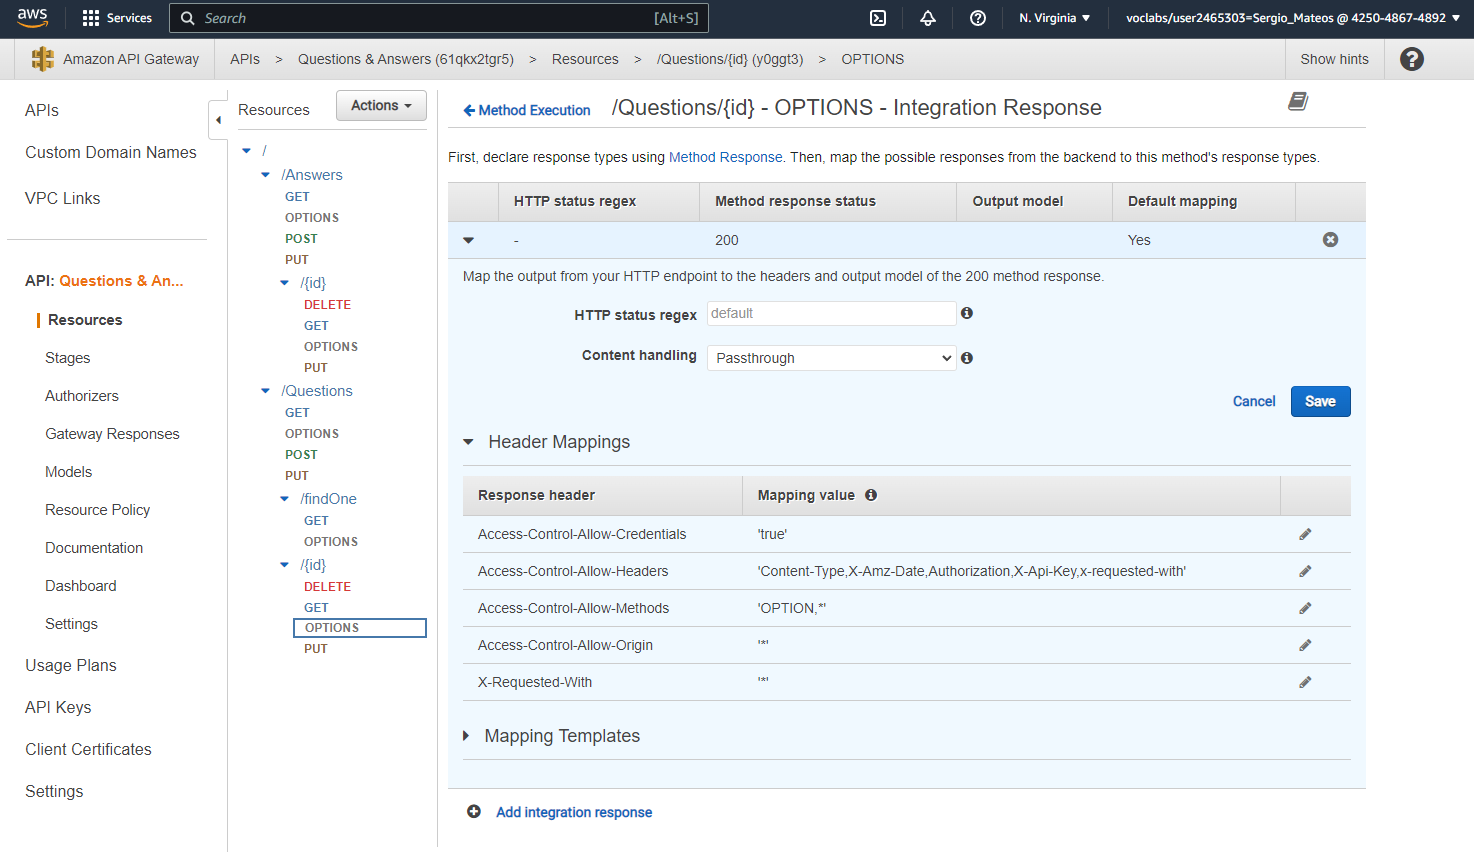 aws Services Search [Alt+S] N. Virginia voclabs/user2465303=Sergio_Mateos @ 4250-4867-4892
Amazon API Gateway APIs > Questions & Answers (61qkx2tgr5) > Resources > /Questions/{id} (y0ggt3) > OPTIONS Show hints ?
APIs
Custom Domain Names
VPC Links
API: Questions & An...
Resources
Stages
Authorizers
Gateway Responses
Models
Resource Policy
Documentation
Dashboard
Settings
Usage Plans
API Keys
Client Certificates
Settings
Resources Actions
/
/Answers
GET
OPTIONS
POST
PUT
/{id}
DELETE
GET
OPTIONS
PUT
/Questions
GET
OPTIONS
POST
PUT
/findOne
GET
OPTIONS
/{id}
DELETE
GET
OPTIONS
PUT
Method Execution /Questions/{id} - OPTIONS - Integration Response
First, declare response types using Method Response. Then, map the possible responses from the backend to this method's response types.
HTTP status regex Method response status Output model Default mapping
- 200 Yes
Map the output from your HTTP endpoint to the headers and output model of the 200 method response.
HTTP status regex default
Content handling Passthrough
Cancel Save
Header Mappings
Response header Mapping value
Access-Control-Allow-Credentials 'true'
Access-Control-Allow-Headers 'Content-Type,X-Amz-Date,Authorization,X-Api-Key,x-requested-with'
Access-Control-Allow-Methods 'OPTION,*'
Access-Control-Allow-Origin '*'
X-Requested-With '*'
Mapping Templates
Add integration response